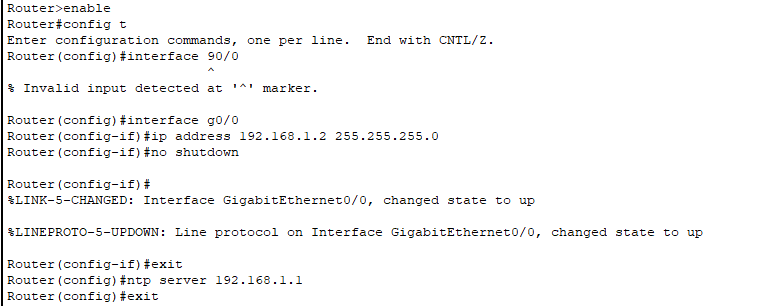 Router>enable
Router#config t
Enter configuration commands, one per line.  End with CNTL/Z.
Router(config)#interface 90/0
                         ^
% Invalid input detected at '^' marker.

Router(config)#interface g0/0
Router(config-if)#ip address 192.168.1.2 255.255.255.0
Router(config-if)#no shutdown

Router(config-if)#
%LINK-5-CHANGED: Interface GigabitEthernet0/0, changed state to up

%LINEPROTO-5-UPDOWN: Line protocol on Interface GigabitEthernet0/0, changed state to up

Router(config-if)#exit
Router(config)#ntp server 192.168.1.1
Router(config)#exit